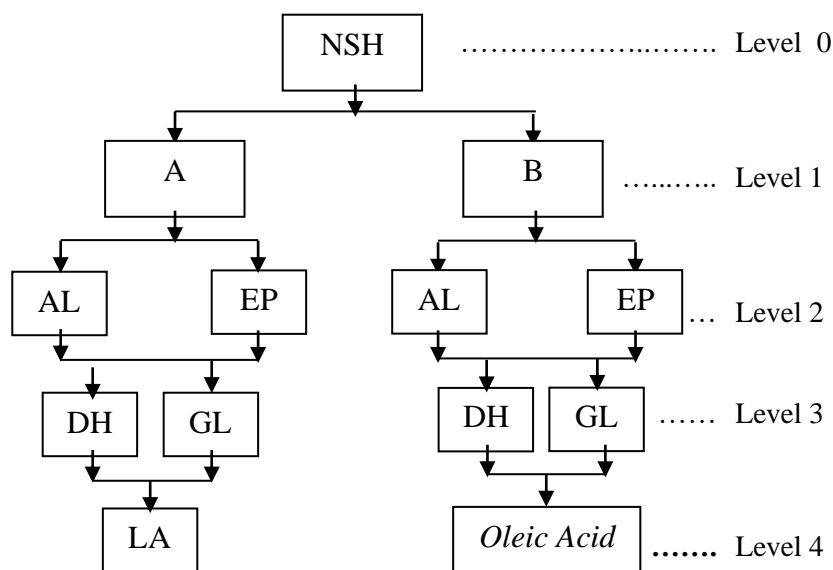 NSH ………………..……. Level 0
A B …...….. Level 1
AL EP AL EP … Level 2
DH GL DH GL …… Level 3
LA Oleic Acid ……. Level 4